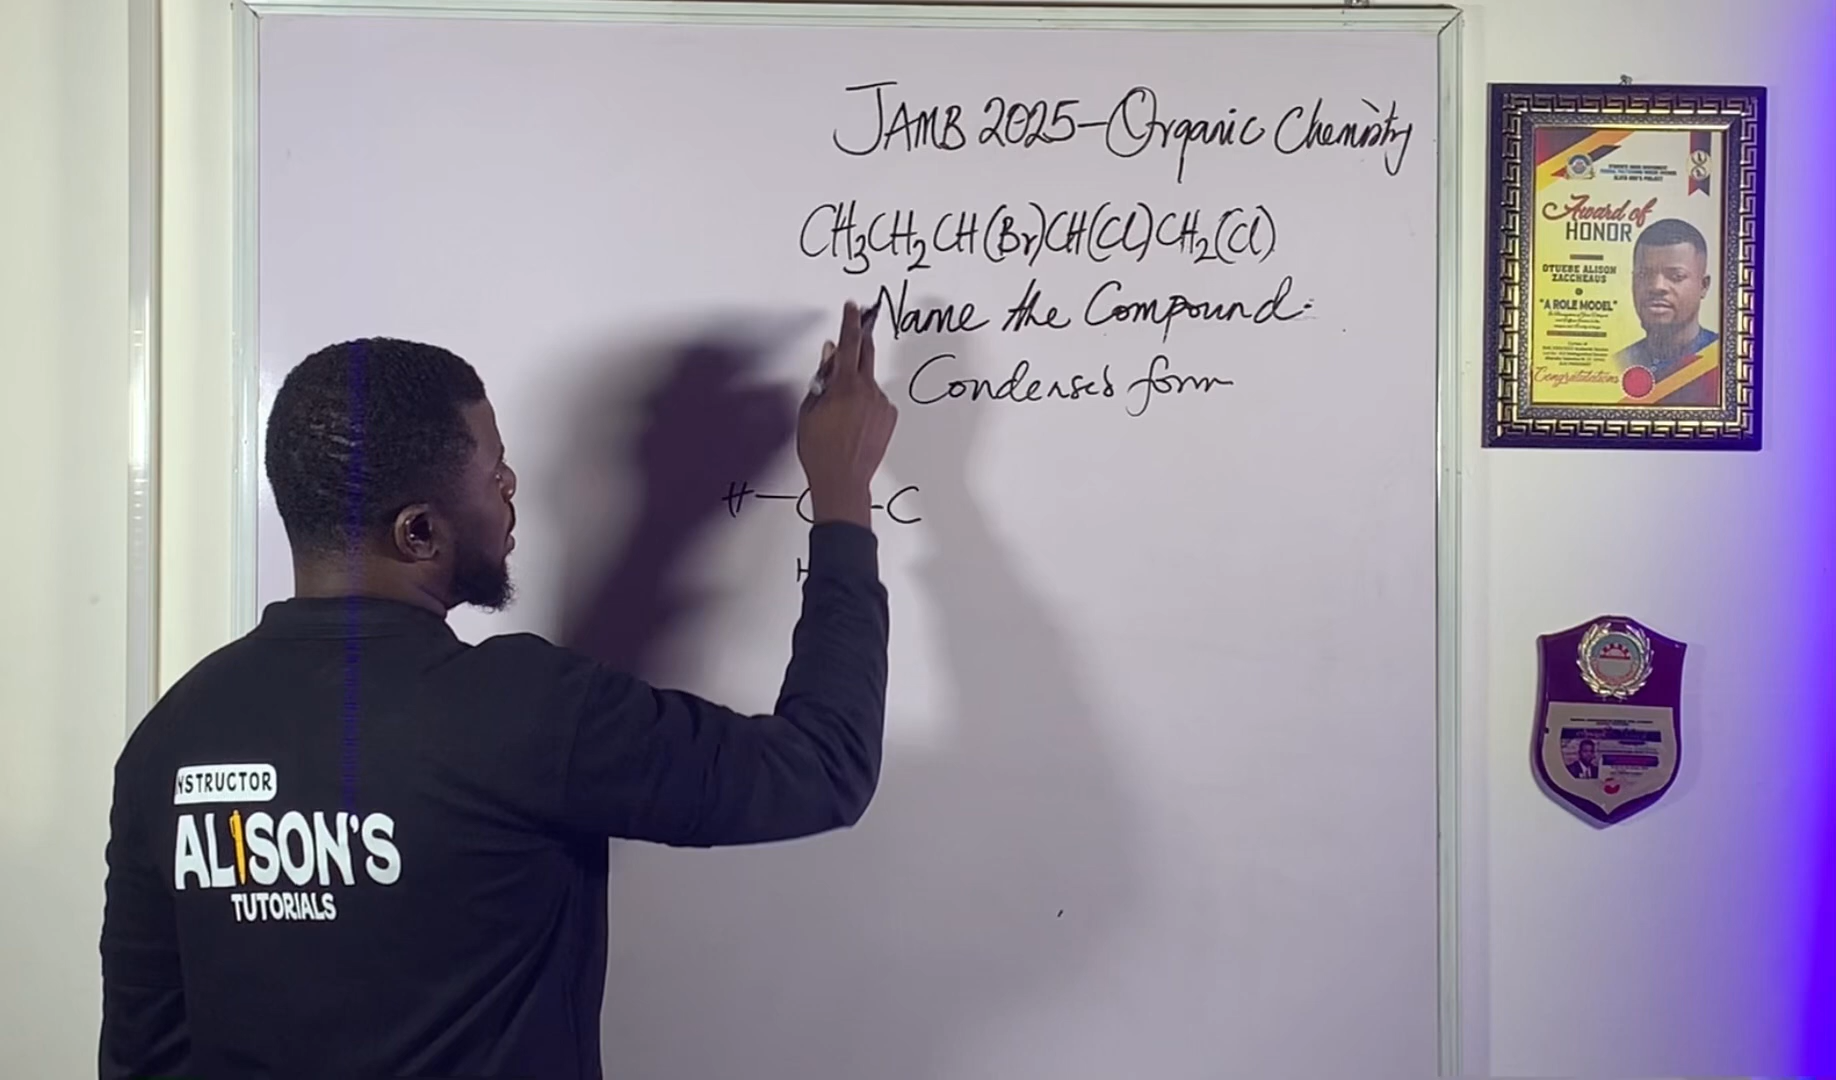 JAMB 2025-Organic Chemistry
CH3CH2CH(Br)CH(Cl)CH2(Cl)
Name the Compound:
Condensed form
H—C—C
H
NSTRUCTOR
ALISON'S
TUTORIALS
Award of
HONOR
OTUEBE ALISON
ZACCHEAUS
"A ROLE MODEL"
Congratulations